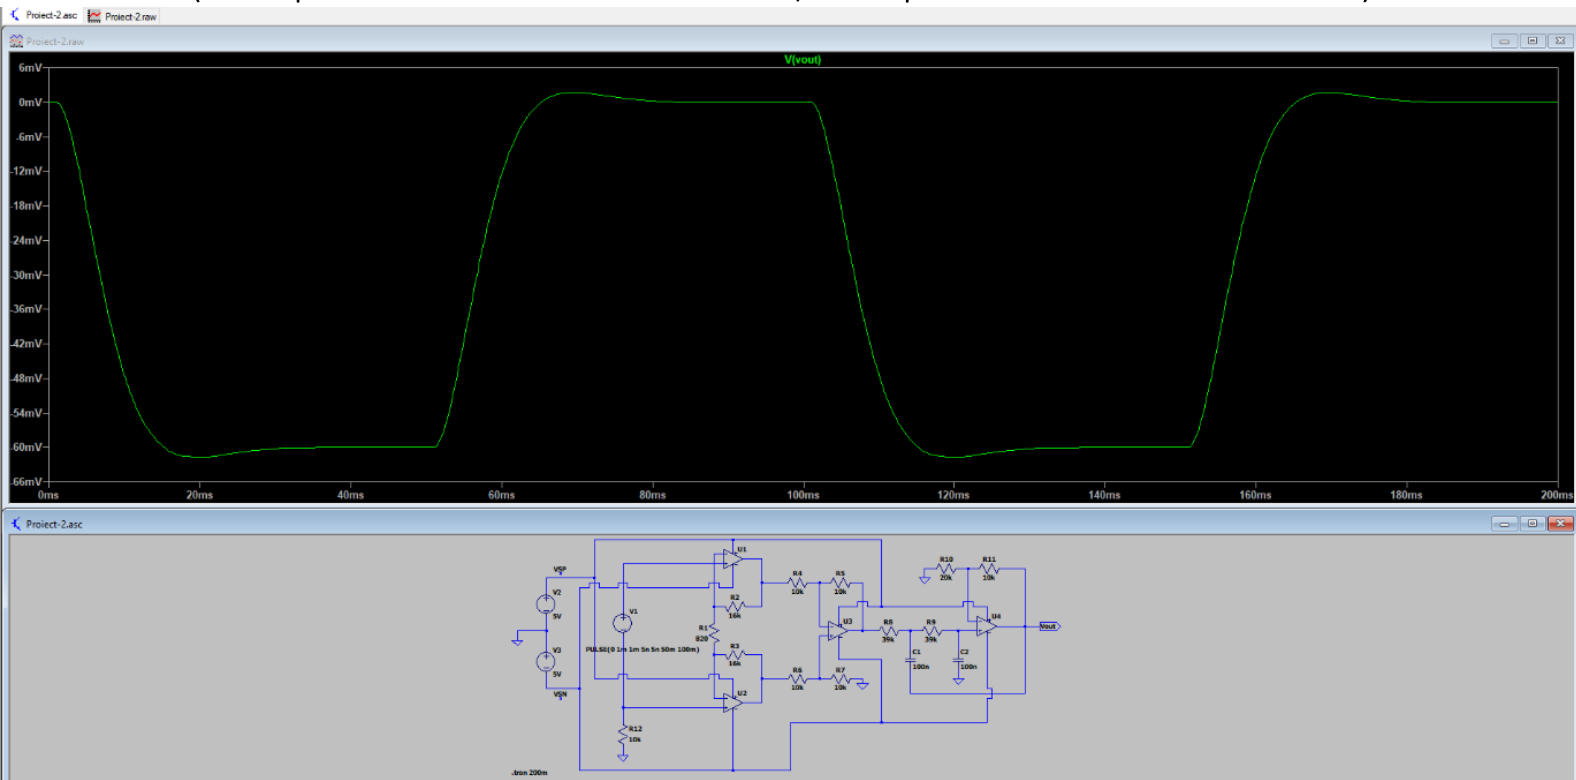 Proiect-2.asc Proiect-2.raw
Proiect-2.raw
V(vout)
6mV
0mV
-6mV
-12mV
-18mV
-24mV
-30mV
-36mV
-42mV
-48mV
-54mV
-60mV
-66mV
0ms 20ms 40ms 60ms 80ms 100ms 120ms 140ms 160ms 180ms 200ms
Proiect-2.asc
VSP
V2
5V
V3
5V
VSN
V1
PULSE(0 1m 1m 5n 5n 50m 100m)
R12
10k
U1
R2
16k
R1
820
R3
16k
U2
R4
10k
R5
10k
R6
10k
R7
10k
U3
R8
39k
R9
39k
C1
100n
C2
100n
R10
20k
R11
10k
U4
Vout
.tran 200m